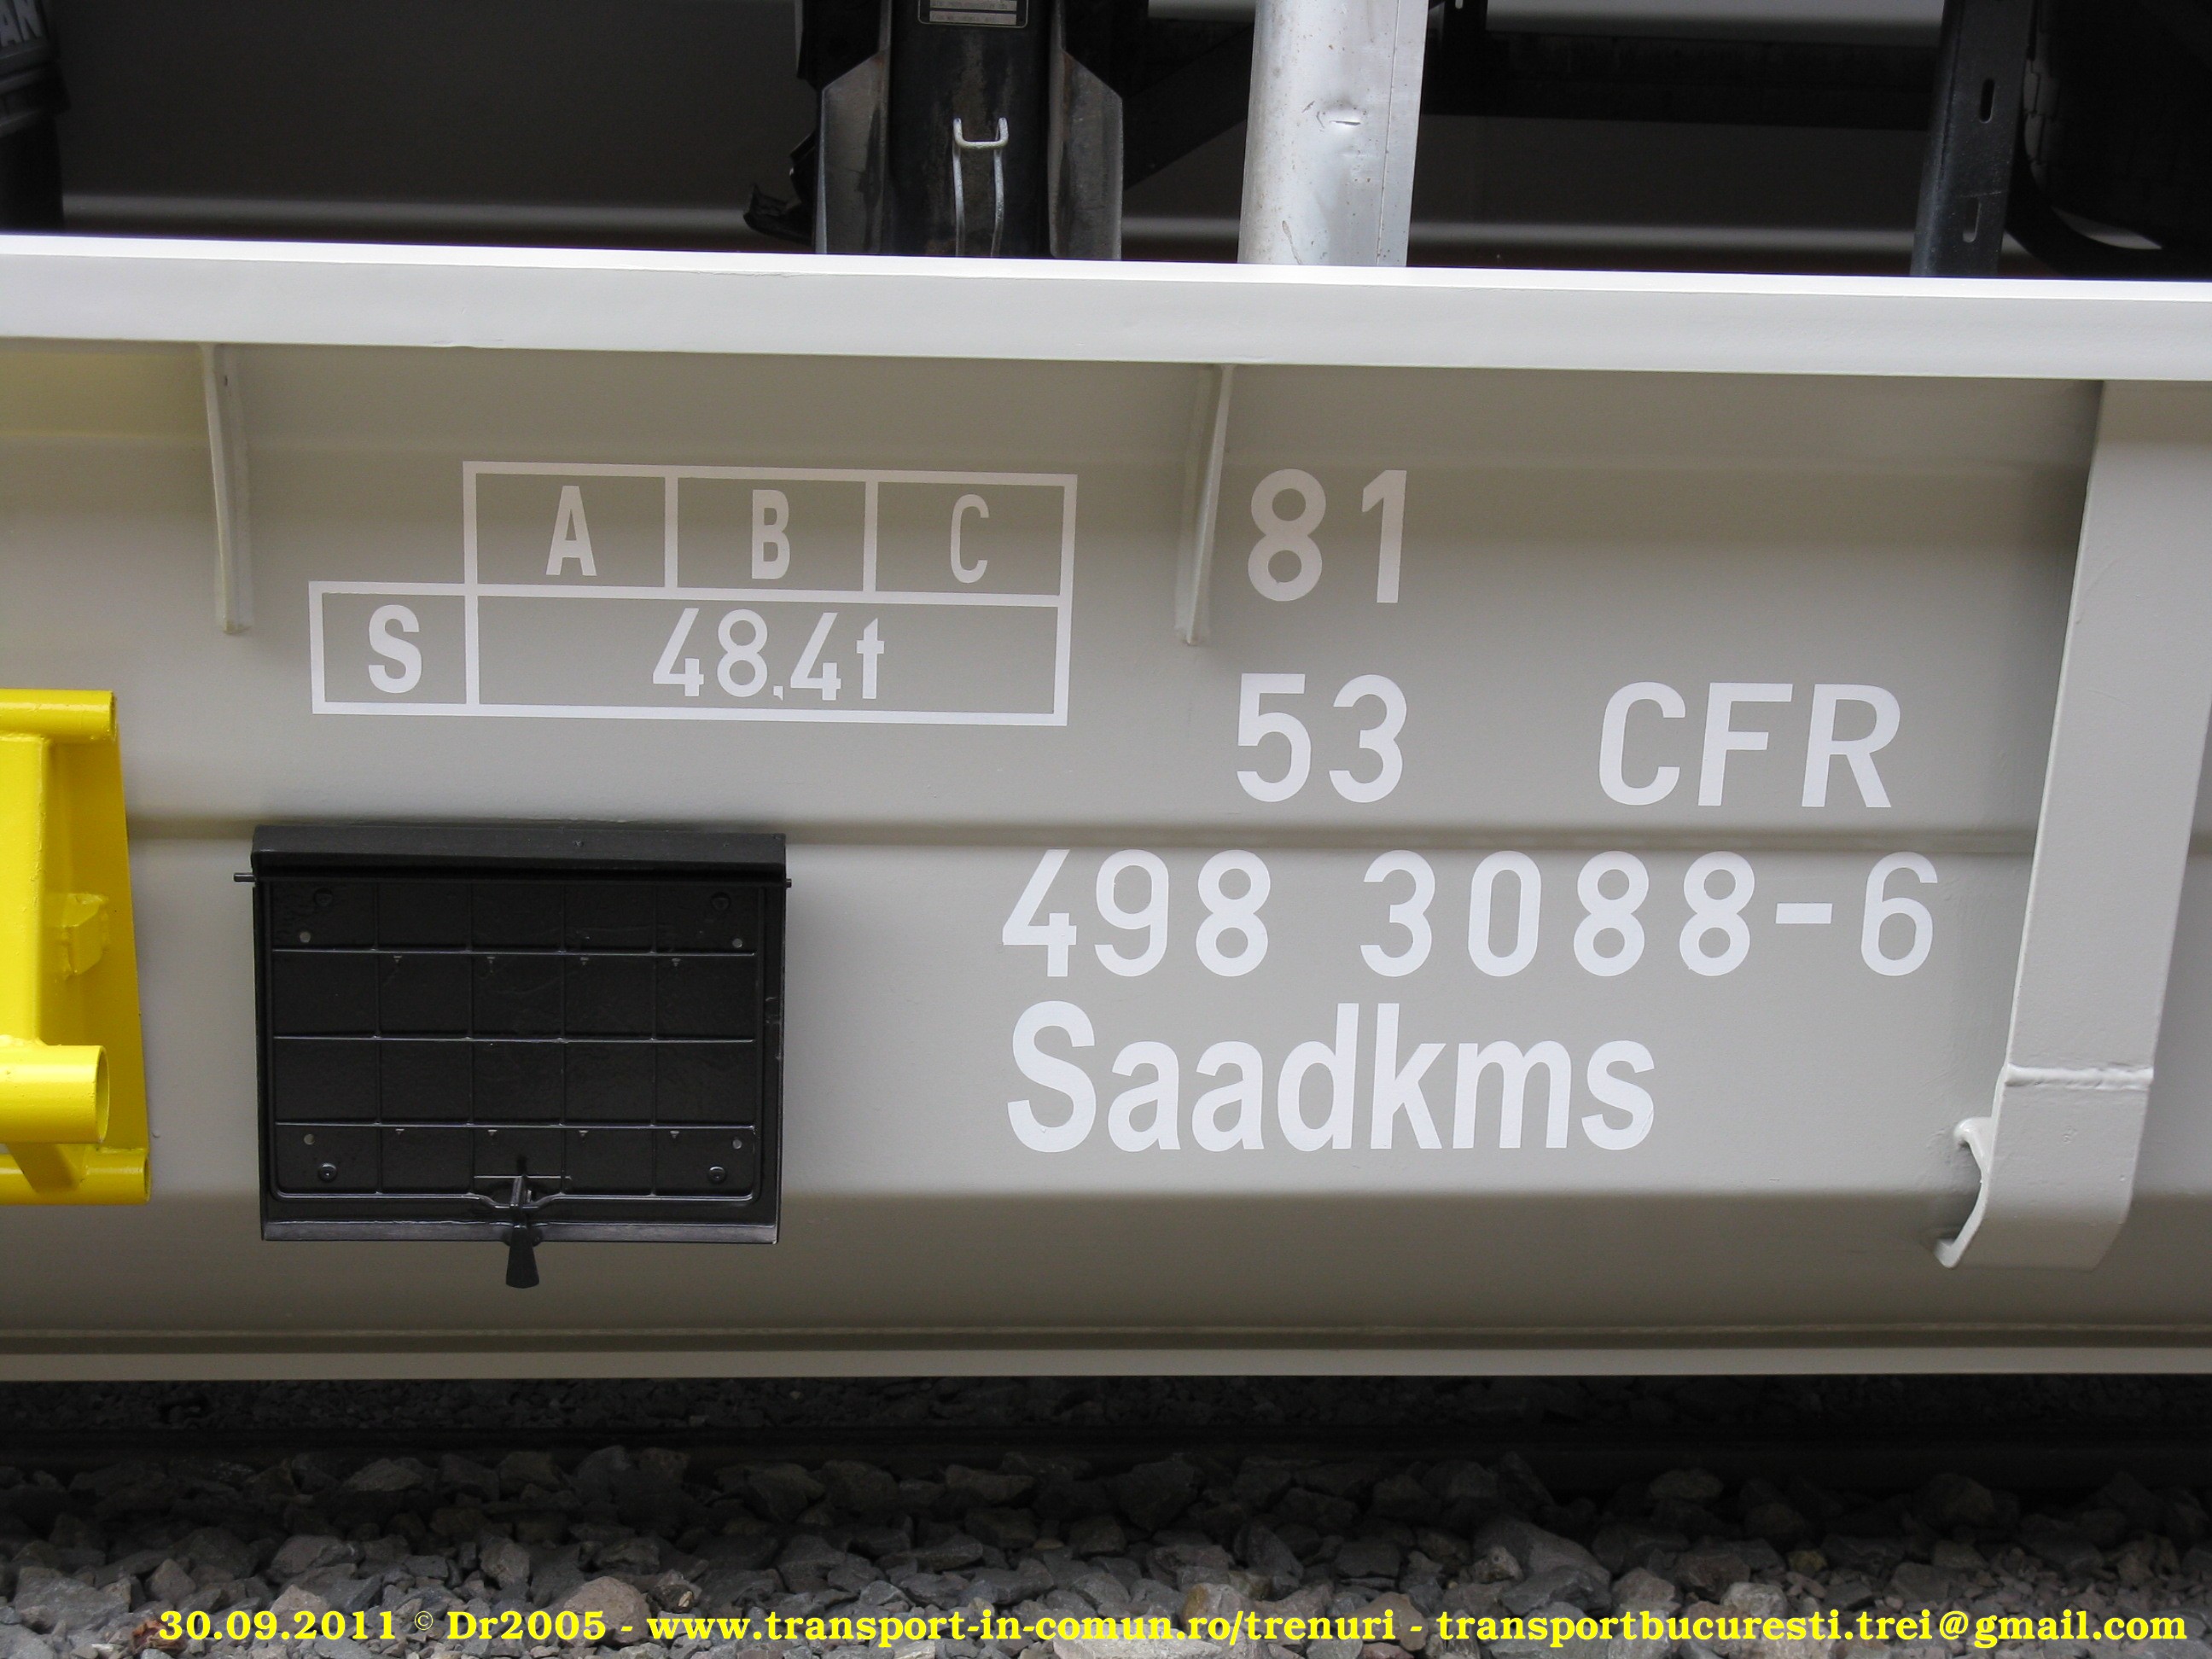 A B C
S 48,4t
81
53 CFR
498 3088-6
Saadkms
30.09.2011 © Dr2005 - www.transport-in-comun.ro/trenuri - transportbucuresti.trei@gmail.com